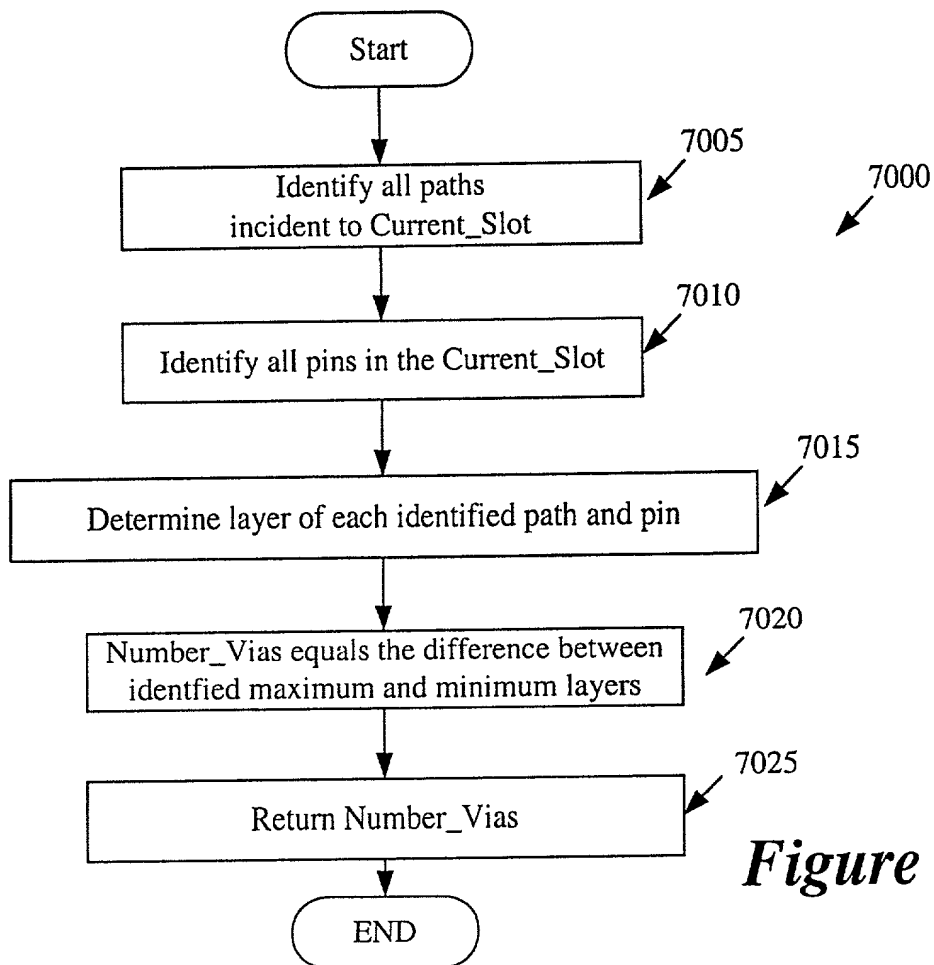 Start
7005
Identify all paths
incident to Current_Slot
7000
7010
Identify all pins in the Current_Slot
7015
Determine layer of each identified path and pin
7020
Number_Vias equals the difference between
identfied maximum and minimum layers
7025
Return Number_Vias
Figure
END